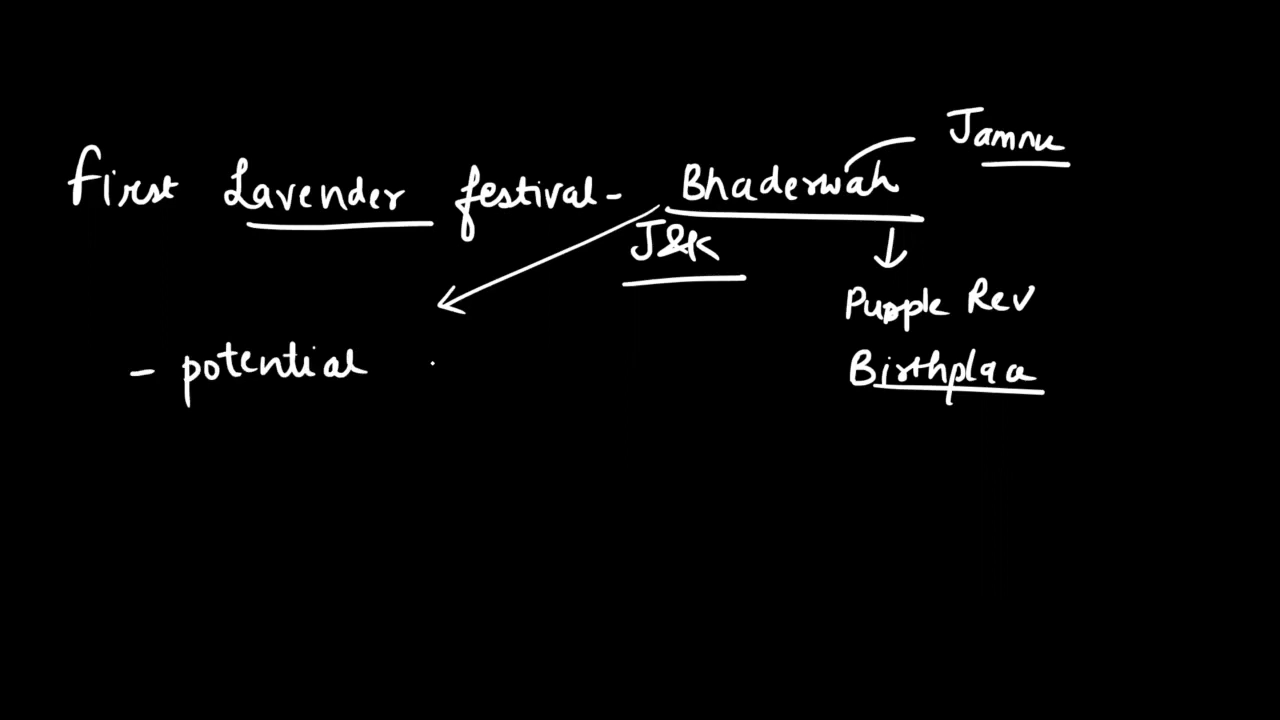 Jammu
First Lavender festival- Bhaderwah
J&K
Purple Rev
- potential
Birthplace